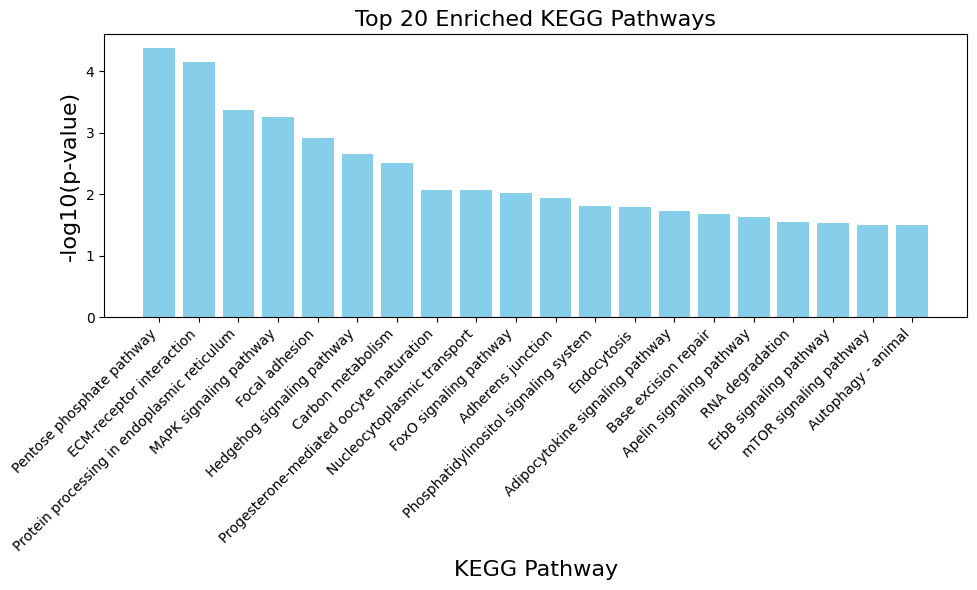 Top 20 Enriched KEGG Pathways
-log10(p-value)
4
3
2
1
0
Pentose phosphate pathway
ECM-receptor interaction
Protein processing in endoplasmic reticulum
MAPK signaling pathway
Focal adhesion
Hedgehog signaling pathway
Carbon metabolism
Progesterone-mediated oocyte maturation
Nucleocytoplasmic transport
FoxO signaling pathway
Adherens junction
Phosphatidylinositol signaling system
Endocytosis
Adipocytokine signaling pathway
Base excision repair
Apelin signaling pathway
RNA degradation
ErbB signaling pathway
mTOR signaling pathway
Autophagy - animal
KEGG Pathway